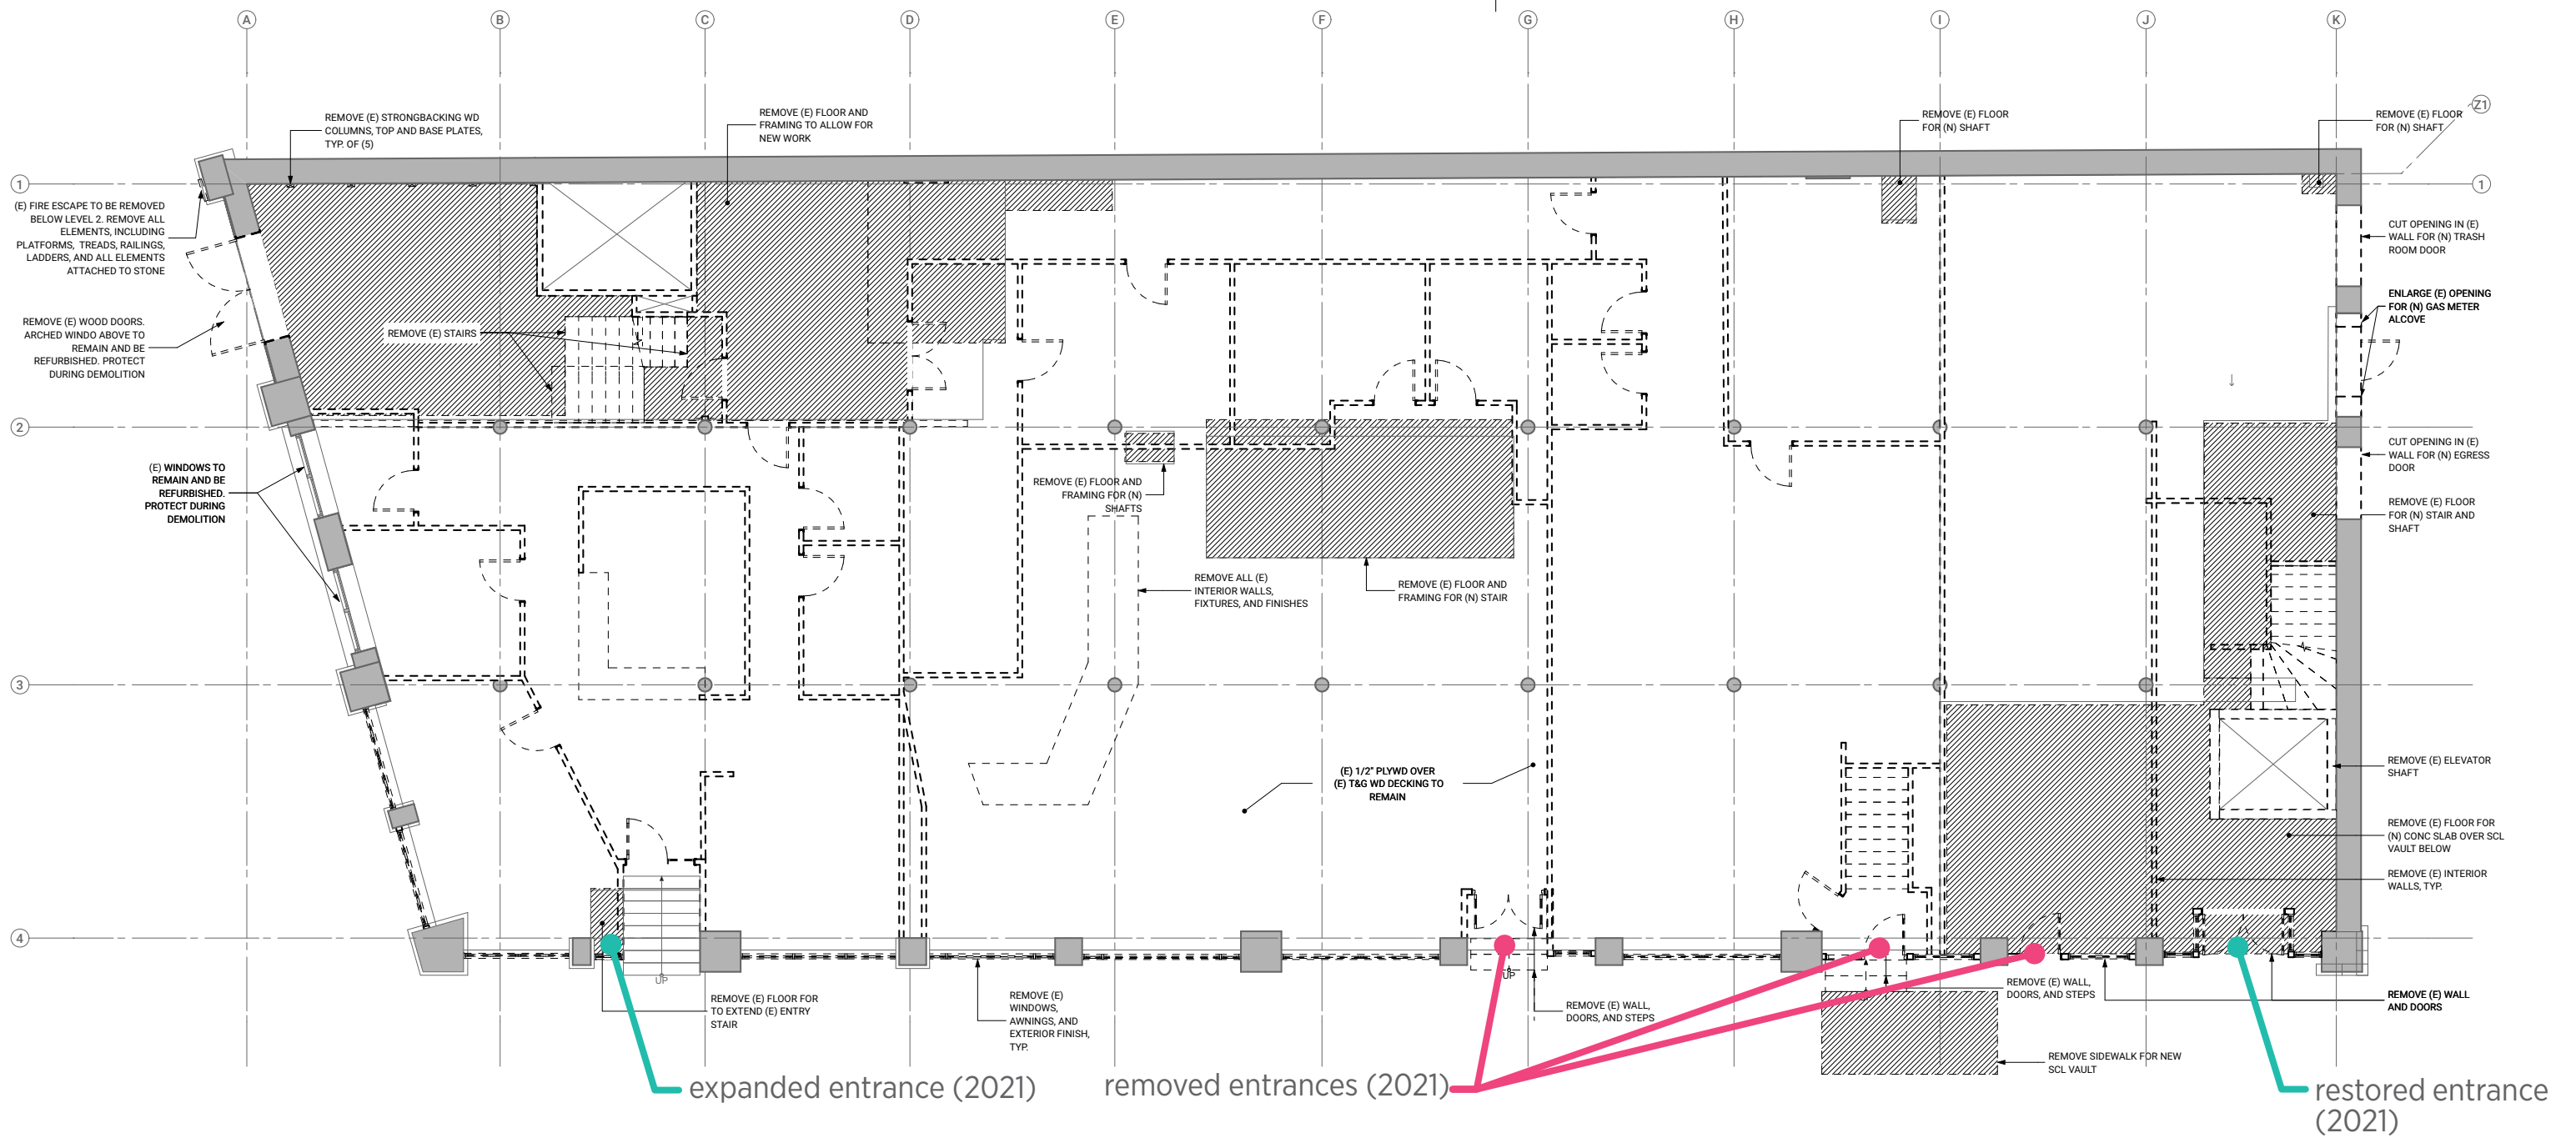 A
B
C
D
E
F
G
H
I
J
K
Z1
REMOVE (E) STRONGBACKING WD
COLUMNS, TOP AND BASE PLATES,
TYP. OF (5)
REMOVE (E) FLOOR AND
FRAMING TO ALLOW FOR
NEW WORK
REMOVE (E) FLOOR
FOR (N) SHAFT
REMOVE (E) FLOOR
FOR (N) SHAFT
1
1
(E) FIRE ESCAPE TO BE REMOVED
BELOW LEVEL 2. REMOVE ALL
ELEMENTS, INCLUDING
PLATFORMS, TREADS, RAILINGS,
LADDERS, AND ALL ELEMENTS
ATTACHED TO STONE
CUT OPENING IN (E)
WALL FOR (N) TRASH
ROOM DOOR
ENLARGE (E) OPENING
FOR (N) GAS METER
ALCOVE
REMOVE (E) WOOD DOORS.
ARCHED WINDO ABOVE TO
REMAIN AND BE
REFURBISHED. PROTECT
DURING DEMOLITION
REMOVE (E) STAIRS
2
2
(E) WINDOWS TO
REMAIN AND BE
REFURBISHED.
PROTECT DURING
DEMOLITION
CUT OPENING IN (E)
WALL FOR (N) EGRESS
DOOR
REMOVE (E) FLOOR AND
FRAMING FOR (N)
SHAFTS
REMOVE (E) FLOOR
FOR (N) STAIR AND
SHAFT
REMOVE ALL (E)
INTERIOR WALLS,
FIXTURES, AND FINISHES
REMOVE (E) FLOOR AND
FRAMING FOR (N) STAIR
3
(E) 1/2" PLYWD OVER
(E) T&G WD DECKING TO
REMAIN
REMOVE (E) ELEVATOR
SHAFT
REMOVE (E) FLOOR FOR
(N) CONC SLAB OVER SCL
VAULT BELOW
REMOVE (E) INTERIOR
WALLS, TYP.
4
UP
UP
REMOVE (E) FLOOR FOR
TO EXTEND (E) ENTRY
STAIR
REMOVE (E)
WINDOWS,
AWNINGS, AND
EXTERIOR FINISH,
TYP.
REMOVE (E) WALL,
DOORS, AND STEPS
REMOVE (E) WALL,
DOORS, AND STEPS
REMOVE (E) WALL
AND DOORS
REMOVE SIDEWALK FOR NEW
SCL VAULT
expanded entrance (2021)
removed entrances (2021)
restored entrance
(2021)